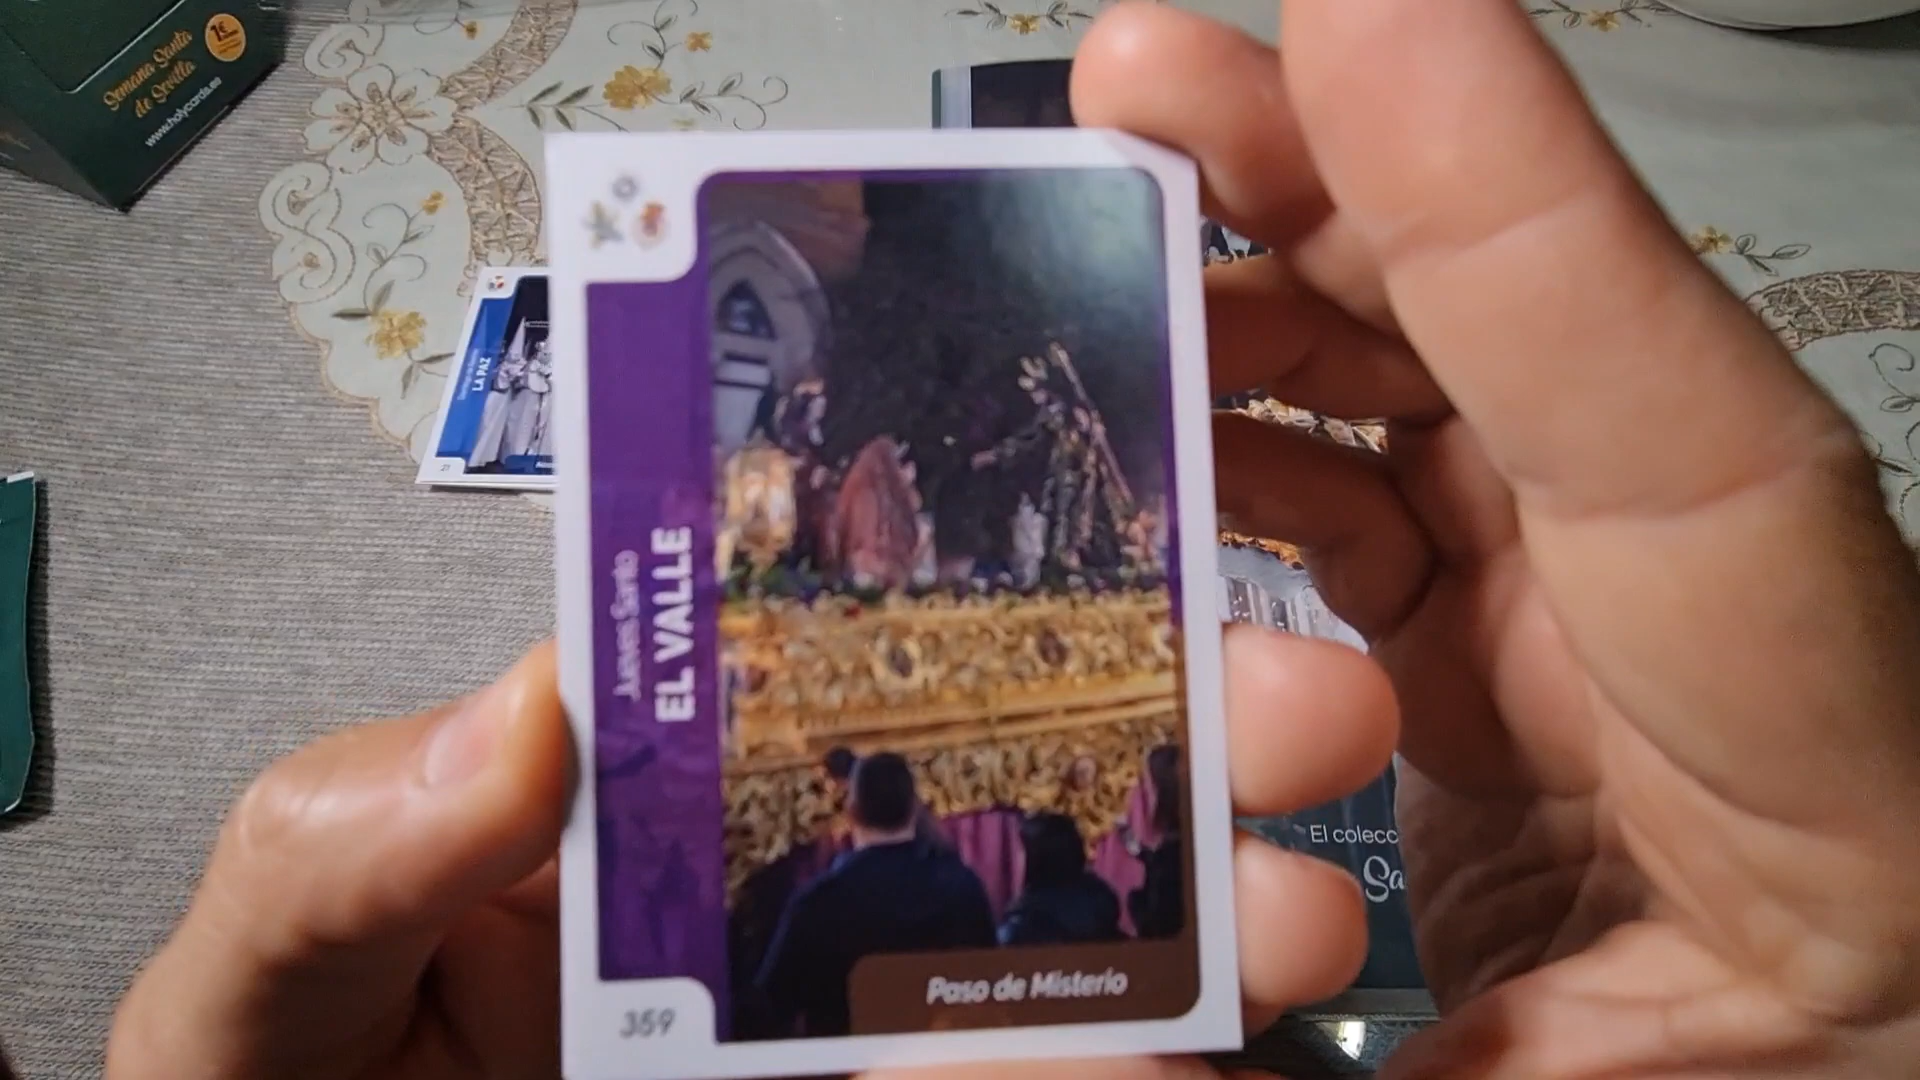 Semana Santa
de Sevilla
1€
www.holycards.es
LA PAZ
Jueves Santo
EL VALLE
Paso de Misterio
359
El colecc
Sa